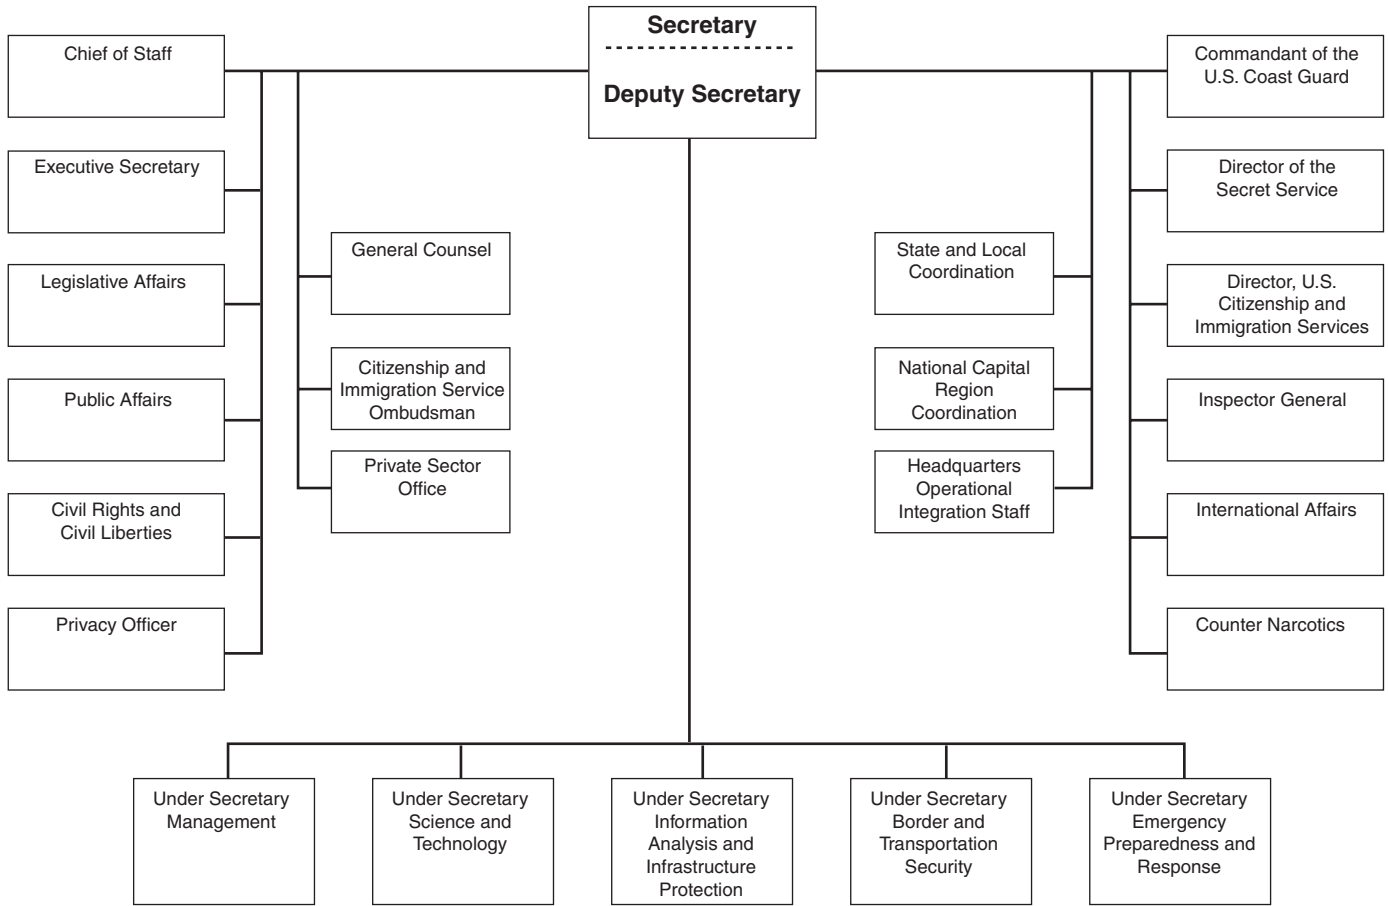 Secretary
Deputy Secretary
Chief of Staff
Executive Secretary
Legislative Affairs
Public Affairs
Civil Rights and
Civil Liberties
Privacy Officer
General Counsel
Citizenship and
Immigration Service
Ombudsman
Private Sector
Office
State and Local
Coordination
National Capital
Region
Coordination
Headquarters
Operational
Integration Staff
Commandant of the
U.S. Coast Guard
Director of the
Secret Service
Director, U.S.
Citizenship and
Immigration Services
Inspector General
International Affairs
Counter Narcotics
Under Secretary
Management
Under Secretary
Science and
Technology
Under Secretary
Information
Analysis and
Infrastructure
Protection
Under Secretary
Border and
Transportation
Security
Under Secretary
Emergency
Preparedness and
Response